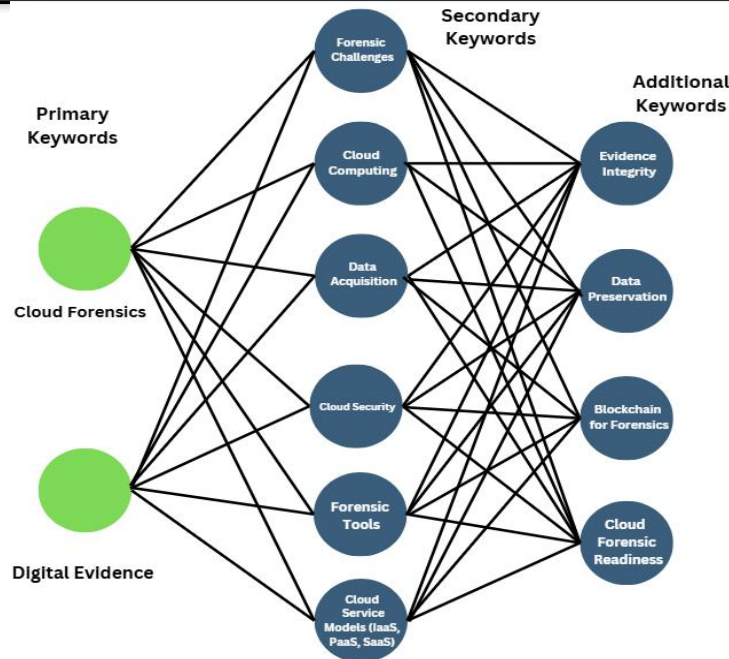 Primary
Keywords
Cloud Forensics
Digital Evidence
Secondary
Keywords
Forensic
Challenges
Cloud
Computing
Data
Acquisition
Cloud Security
Forensic
Tools
Cloud
Service
Models (IaaS,
PaaS, SaaS)
Additional
Keywords
Evidence
Integrity
Data
Preservation
Blockchain
for Forensics
Cloud
Forensic
Readiness